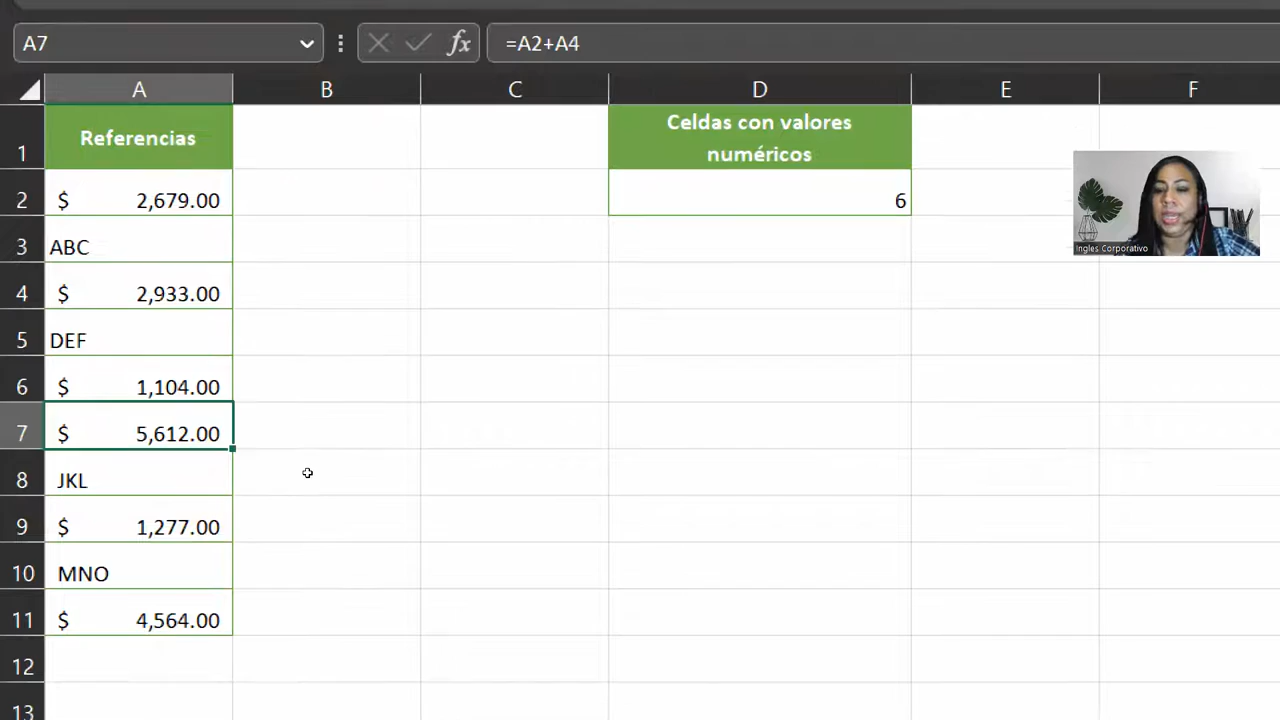 A7 fx =A2+A4
A B C D E F
1 Referencias Celdas con valores
numéricos
2 $ 2,679.00 6
3 ABC
Ingles Corporativo
4 $ 2,933.00
5 DEF
6 $ 1,104.00
7 $ 5,612.00
8 JKL
9 $ 1,277.00
10 MNO
11 $ 4,564.00
12
13